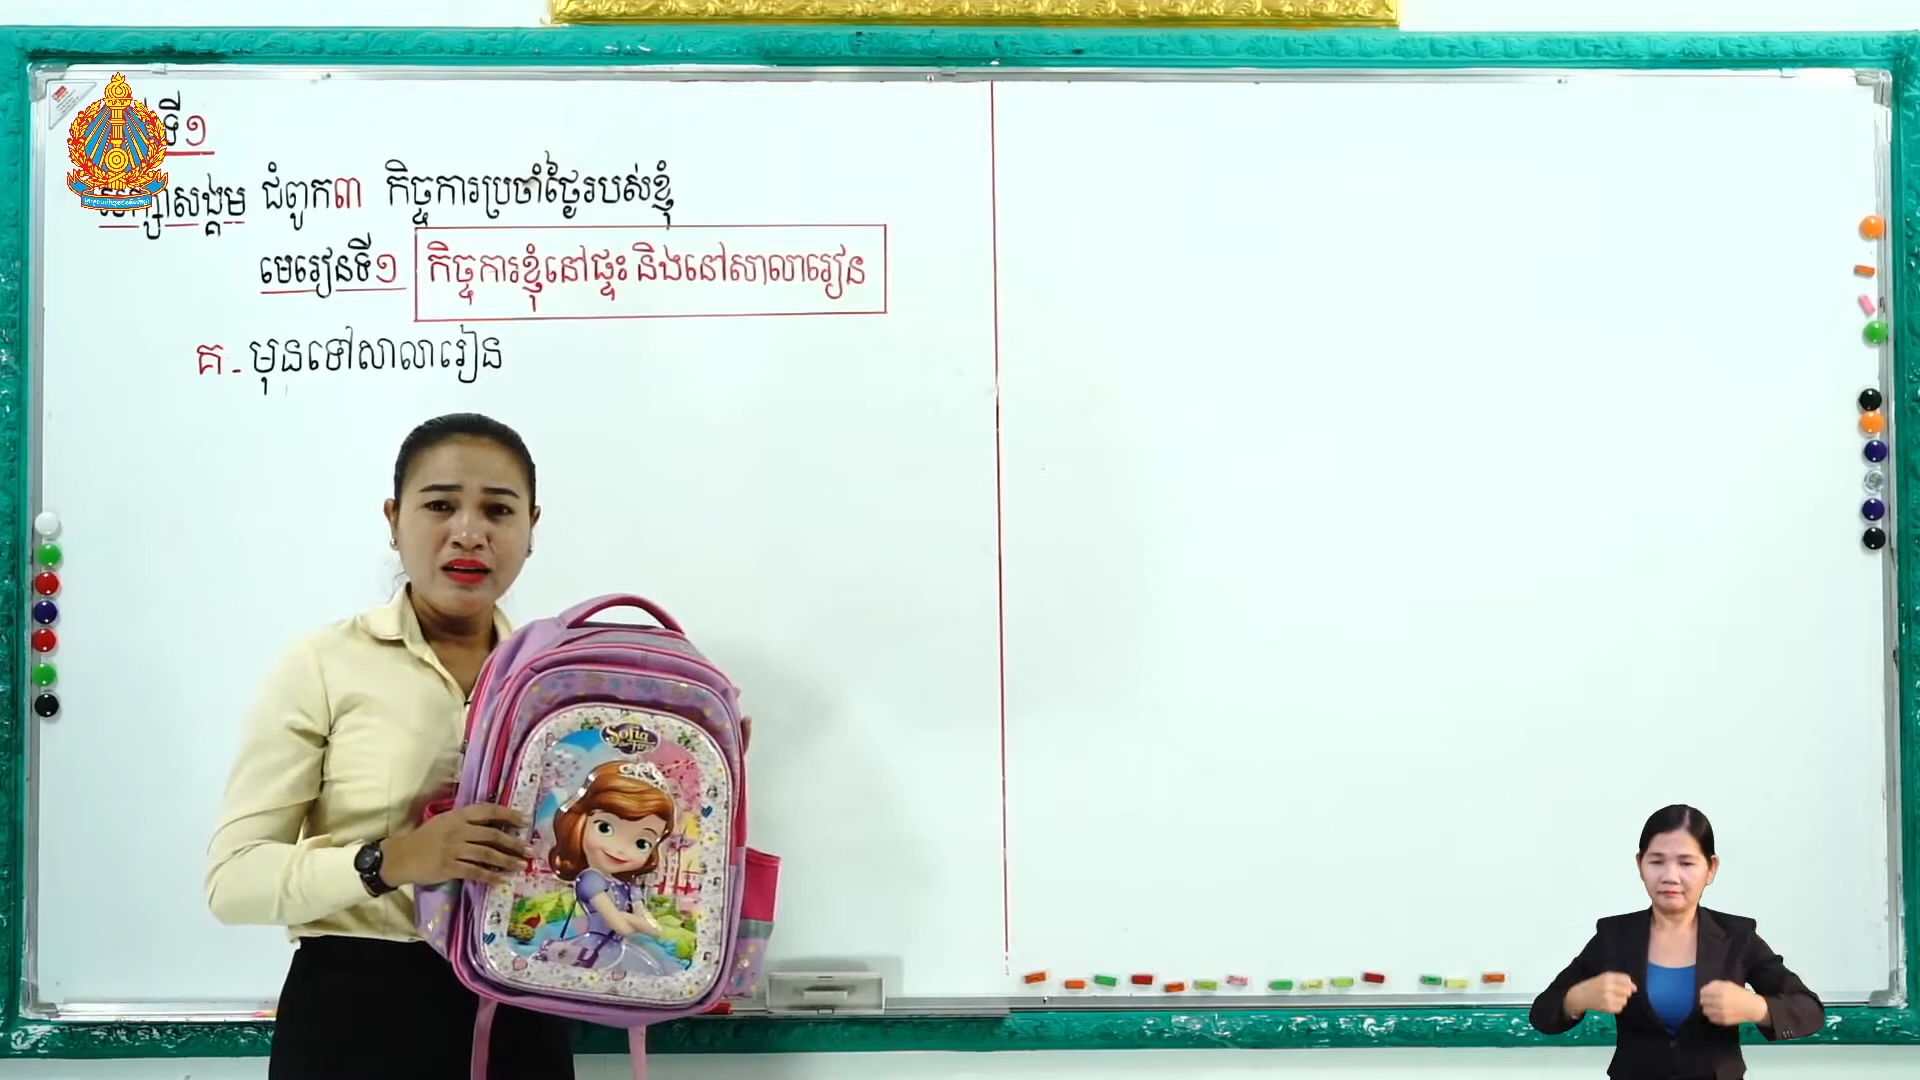 ទី១
សង្គម ជំពូក៣ កិច្ចការប្រចាំថ្ងៃរបស់ខ្ញុំ
មេរៀនទី១ កិច្ចការខ្ញុំនៅផ្ទះ និងនៅសាលារៀន
គ - មុនទៅសាលារៀន
Sofia